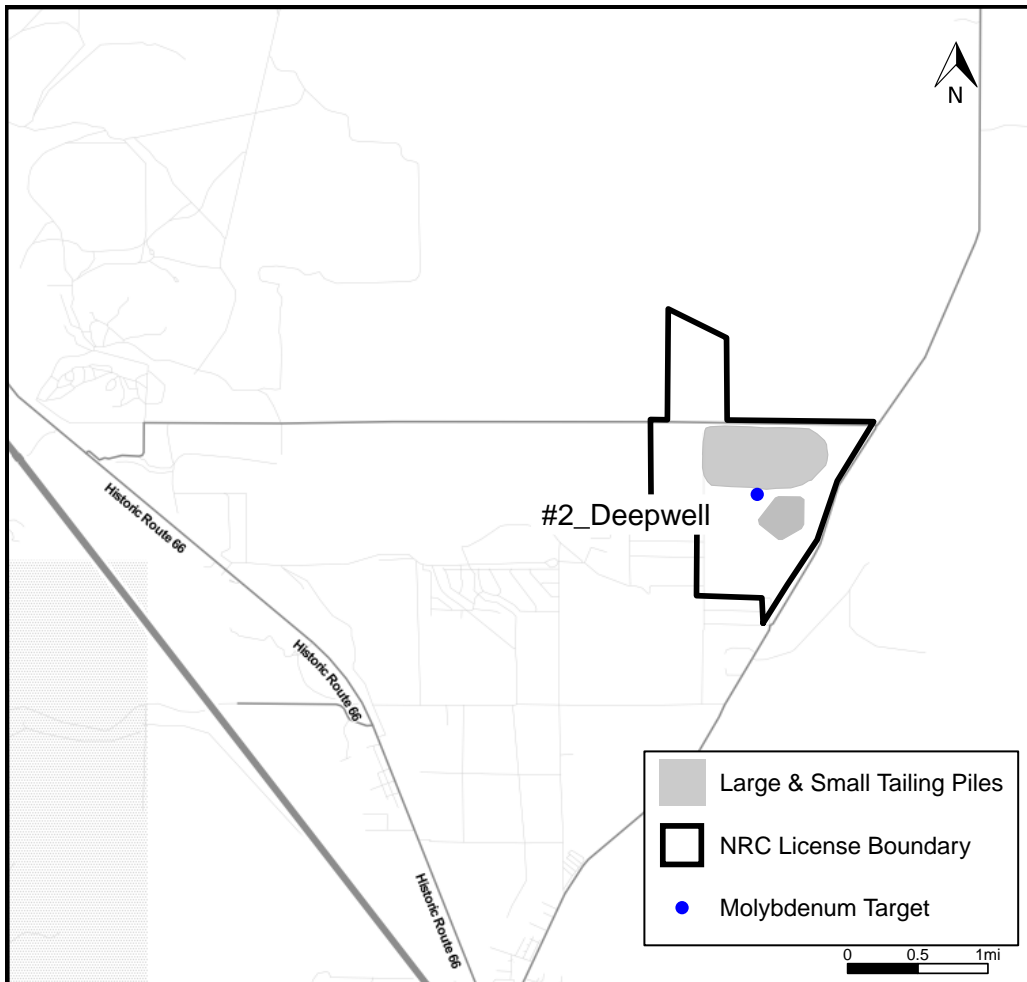 N
#2_Deepwell
Historic Route 66
Historic Route 66
Historic Route 66
Large & Small Tailing Piles
NRC License Boundary
Molybdenum Target
0 0.5 1mi